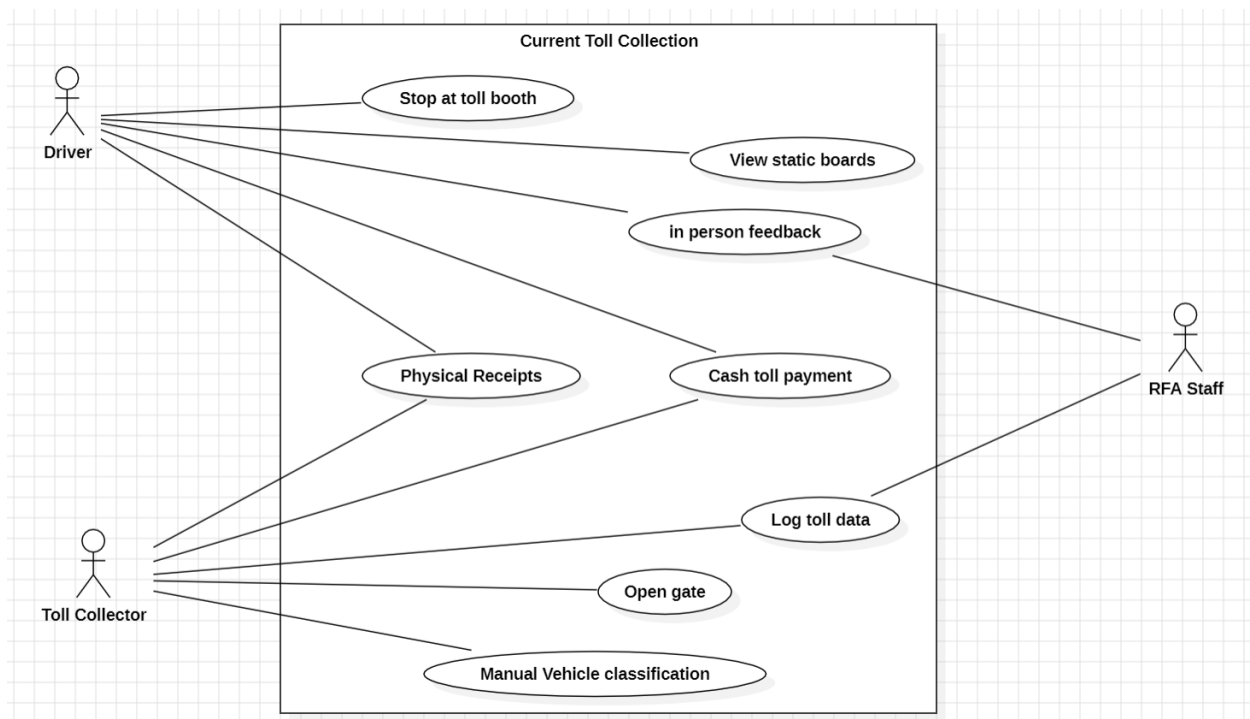 Current Toll Collection
Stop at toll booth
Driver
View static boards
in person feedback
Physical Receipts
Cash toll payment
RFA Staff
Log toll data
Open gate
Toll Collector
Manual Vehicle classification